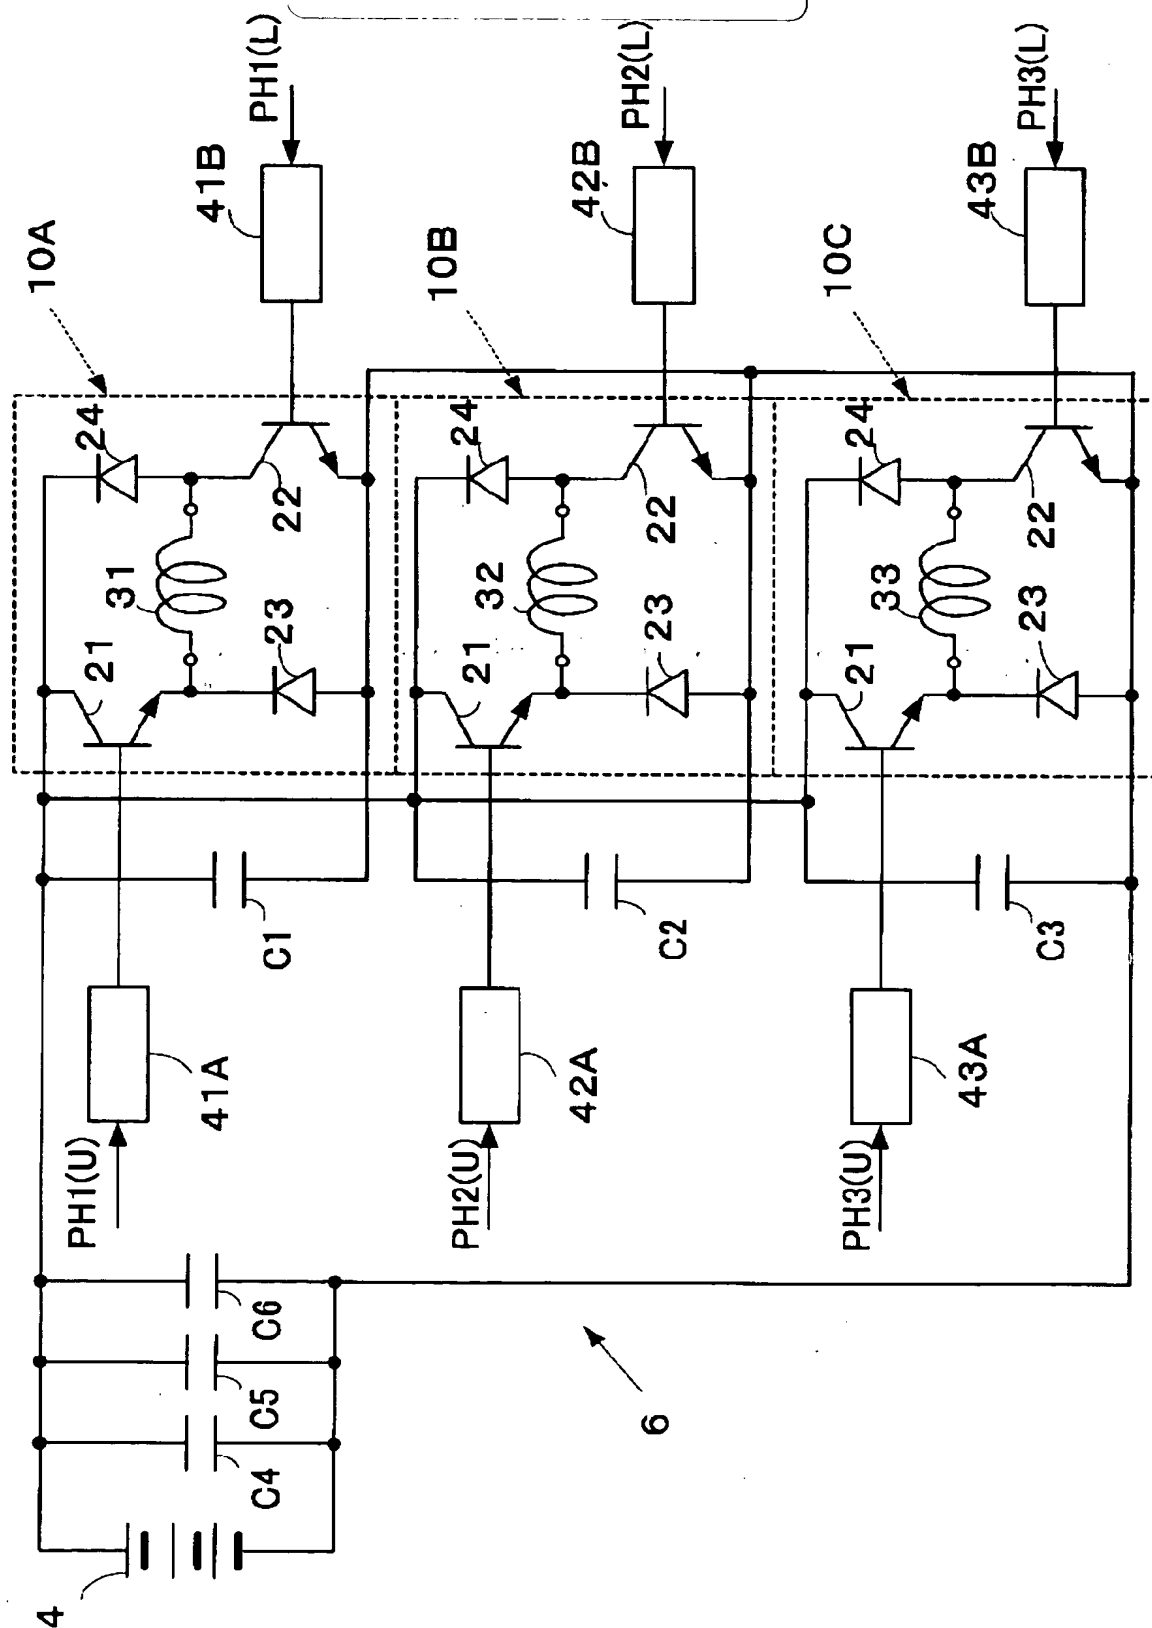 4
C4
C5
C6
6
PH1(U)
41A
C1
21
31
23
24
22
10A
41B
PH1(L)
PH2(U)
42A
C2
21
32
23
24
22
10B
42B
PH2(L)
PH3(U)
43A
C3
21
33
23
24
22
10C
43B
PH3(L)